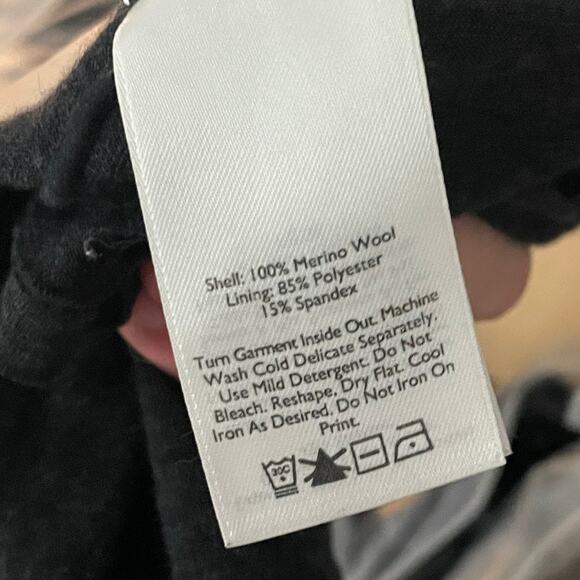 Shell: 100% Merino Wool
Lining: 85% Polyester
15% Spandex
Turn Garment Inside Out. Machine
Wash Cold Delicate Separately.
Use Mild Detergent. Do Not
Bleach. Reshape, Dry Flat. Cool
Iron As Desired. Do Not Iron On
Print.
30C